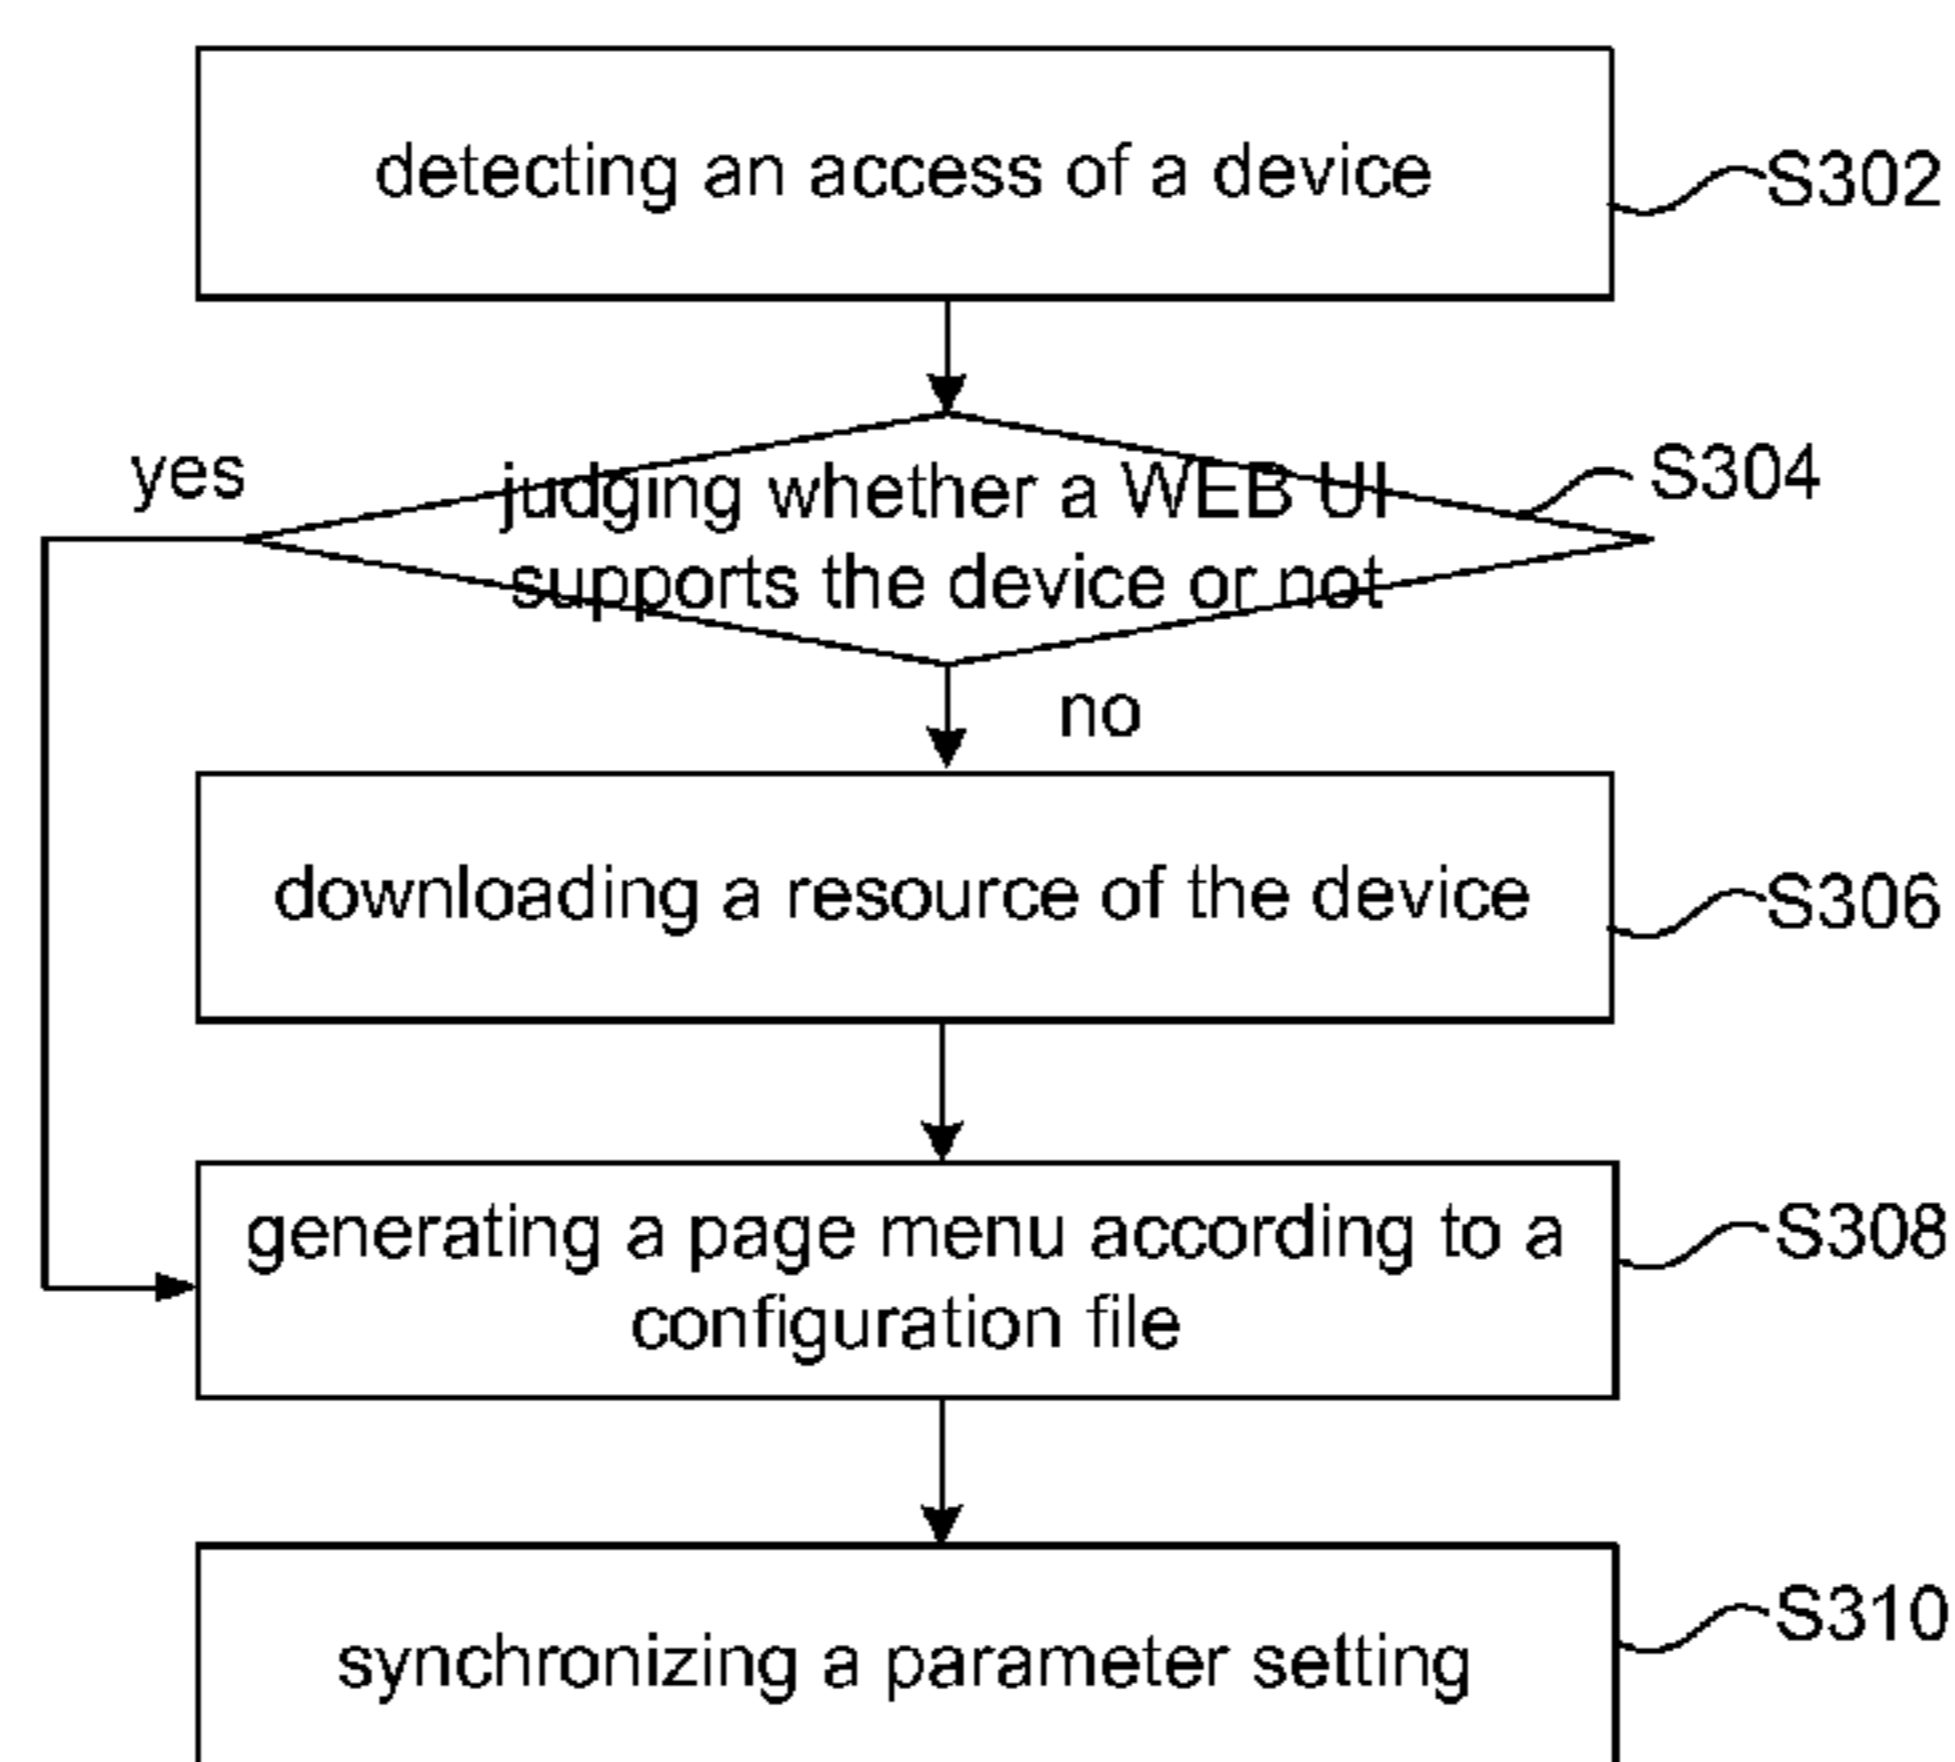 detecting an access of a device
S302
yes
judging whether a WEB UI
supports the device or not
S304
no
downloading a resource of the device
S306
generating a page menu according to a
configuration file
S308
synchronizing a parameter setting
S310